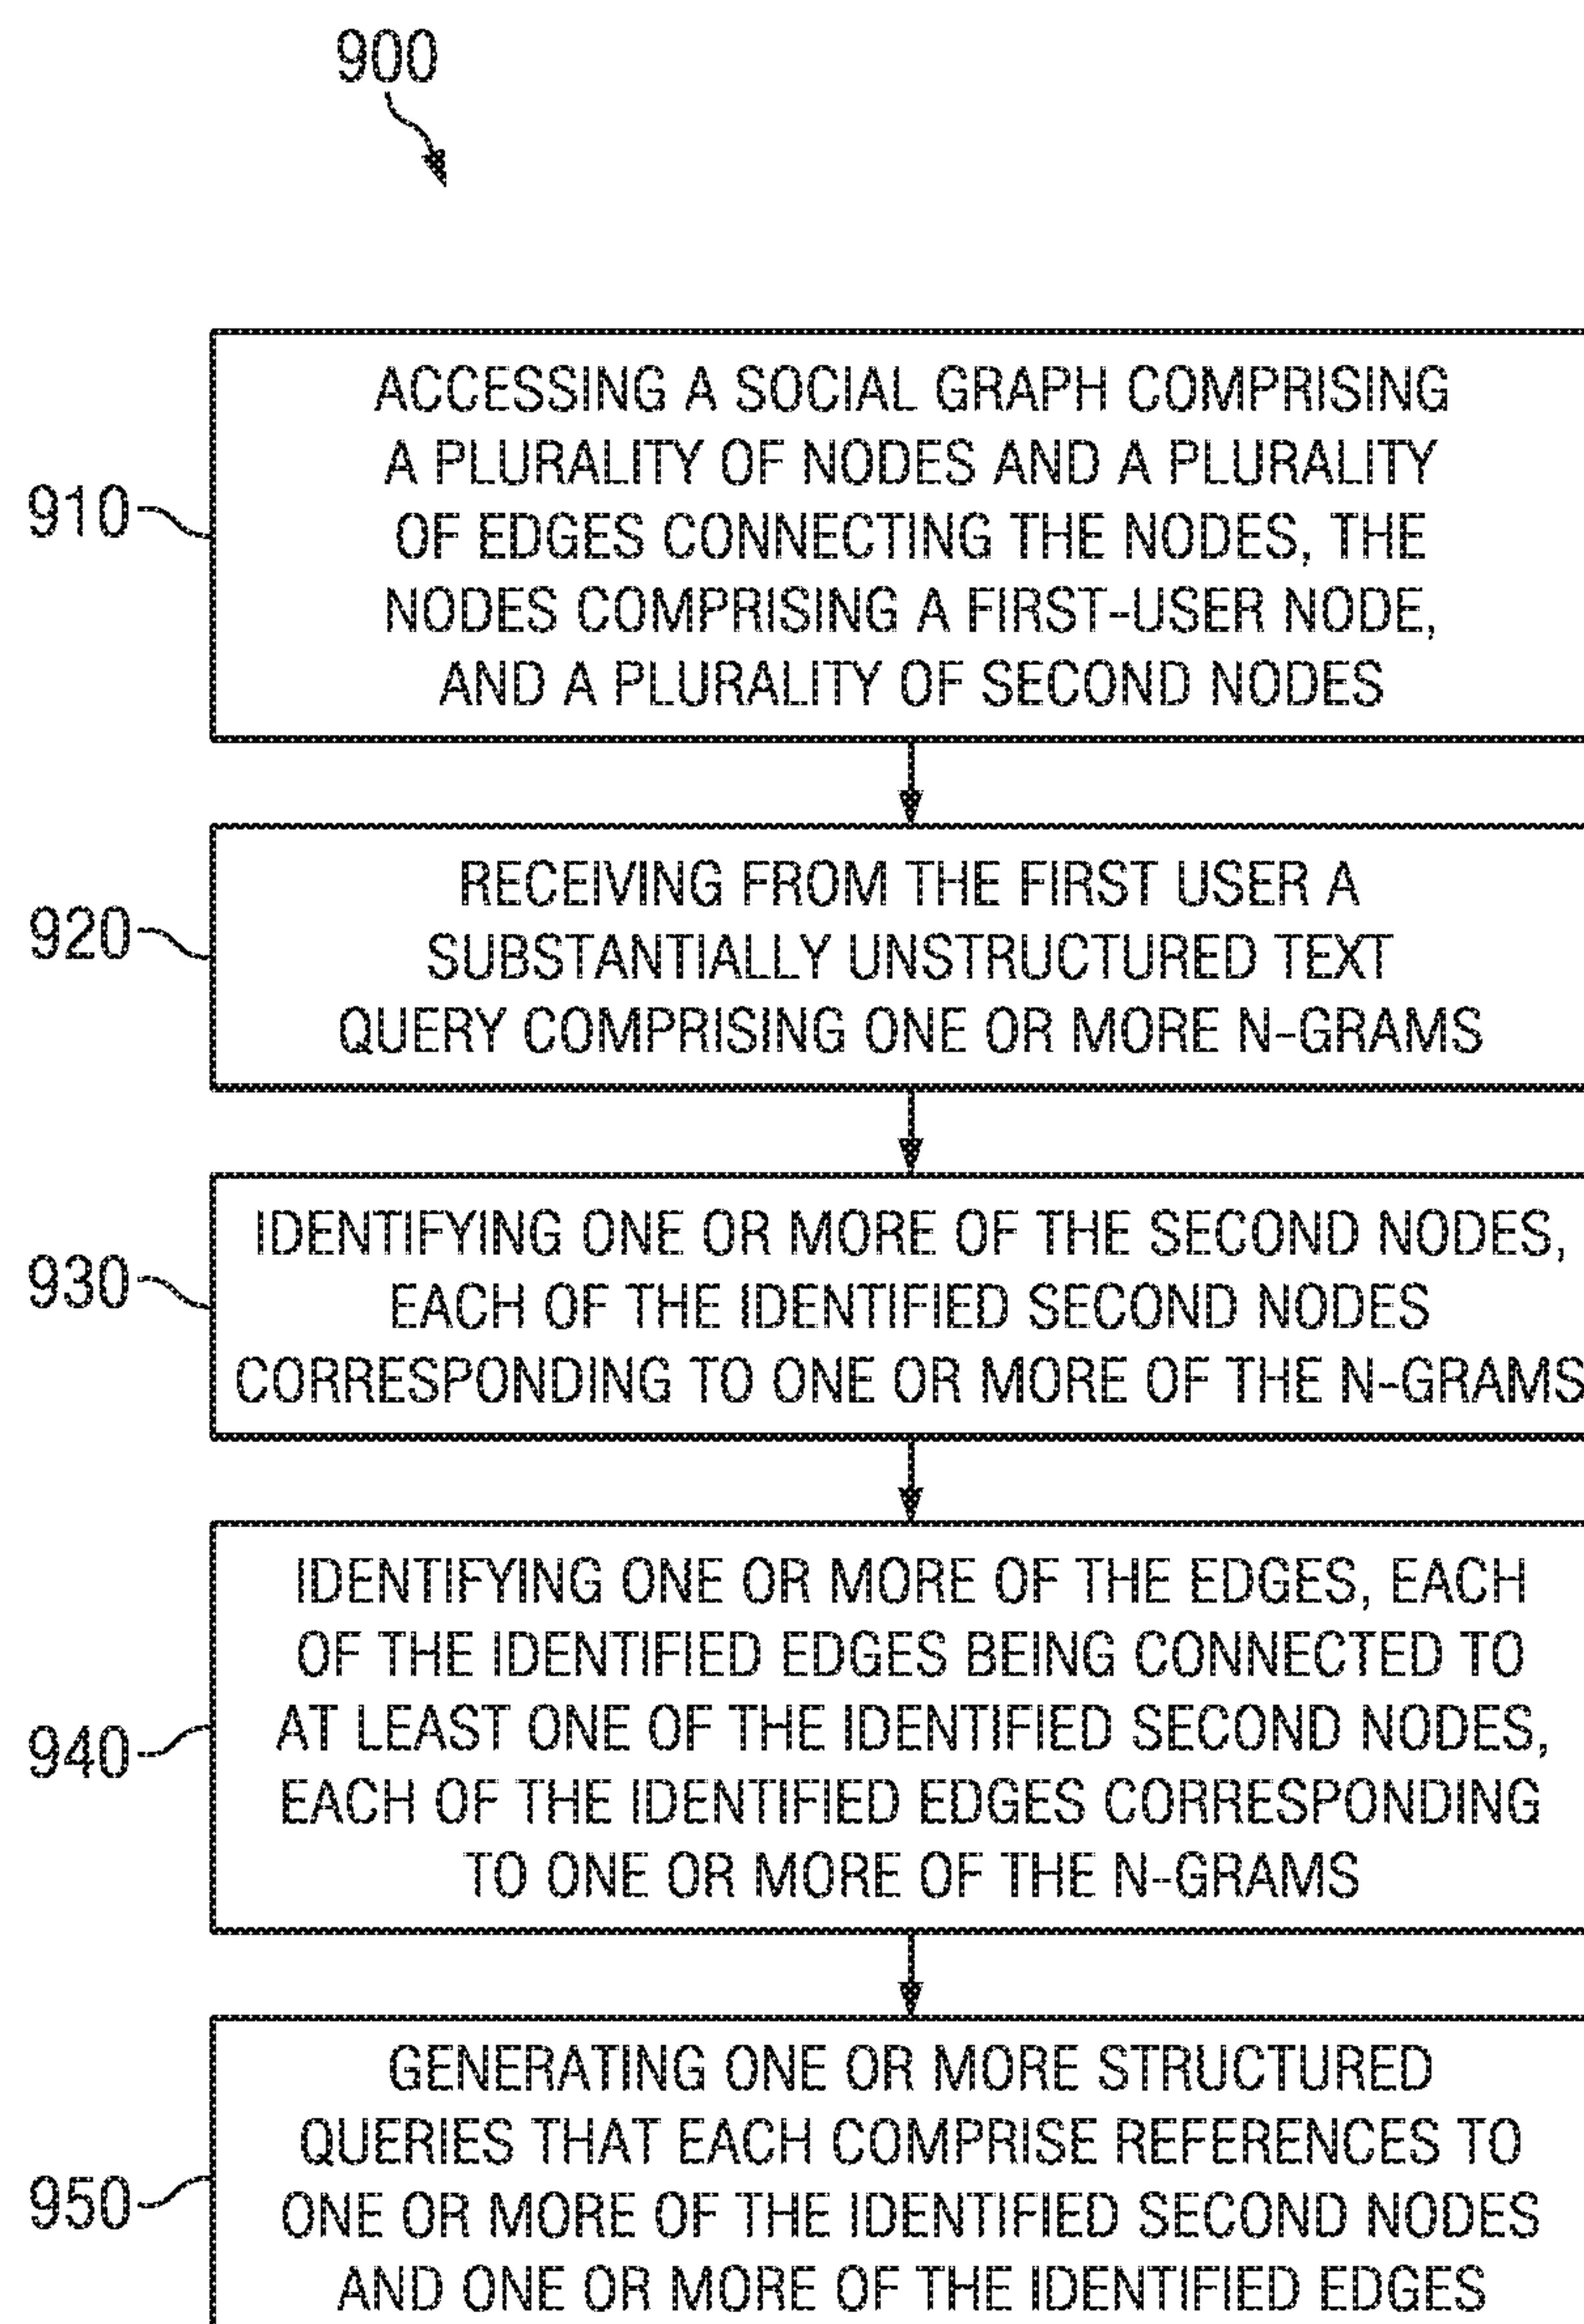 900
910
ACCESSING A SOCIAL GRAPH COMPRISING
A PLURALITY OF NODES AND A PLURALITY
OF EDGES CONNECTING THE NODES, THE
NODES COMPRISING A FIRST-USER NODE,
AND A PLURALITY OF SECOND NODES
920
RECEIVING FROM THE FIRST USER A
SUBSTANTIALLY UNSTRUCTURED TEXT
QUERY COMPRISING ONE OR MORE N-GRAMS
930
IDENTIFYING ONE OR MORE OF THE SECOND NODES,
EACH OF THE IDENTIFIED SECOND NODES
CORRESPONDING TO ONE OR MORE OF THE N-GRAMS
940
IDENTIFYING ONE OR MORE OF THE EDGES, EACH
OF THE IDENTIFIED EDGES BEING CONNECTED TO
AT LEAST ONE OF THE IDENTIFIED SECOND NODES,
EACH OF THE IDENTIFIED EDGES CORRESPONDING
TO ONE OR MORE OF THE N-GRAMS
950
GENERATING ONE OR MORE STRUCTURED
QUERIES THAT EACH COMPRISE REFERENCES TO
ONE OR MORE OF THE IDENTIFIED SECOND NODES
AND ONE OR MORE OF THE IDENTIFIED EDGES